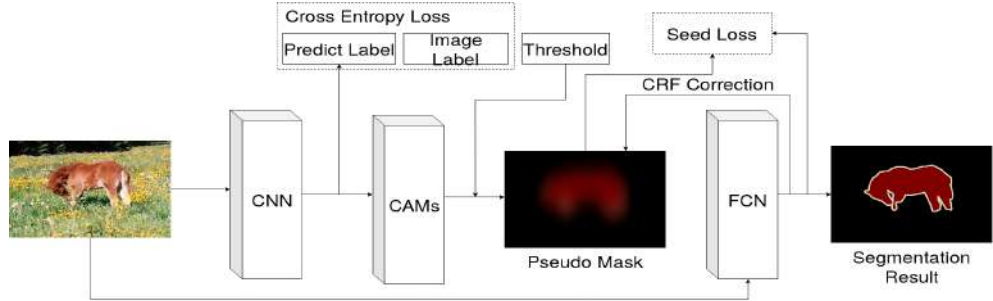 Cross Entropy Loss
Predict Label
Image
Label
Threshold
Seed Loss
CRF Correction
CNN
CAMs
FCN
Pseudo Mask
Segmentation
Result